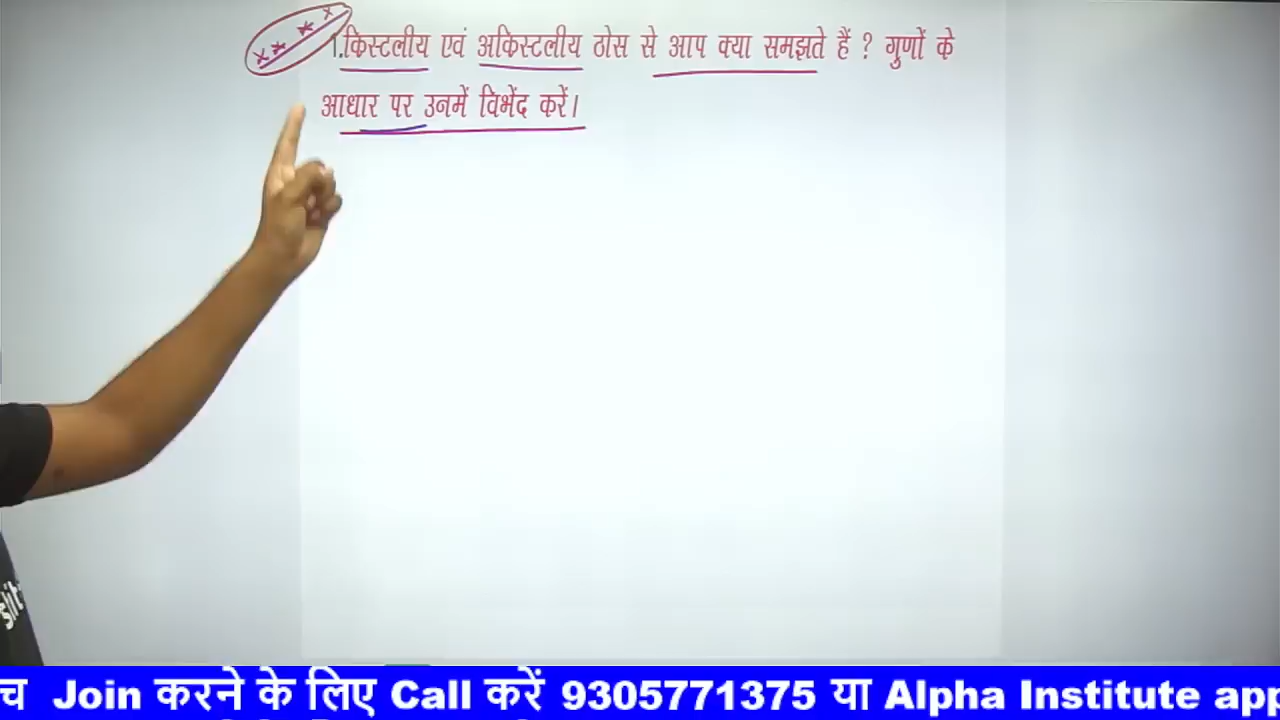 1.किस्टलीय एवं अकिस्टलीय ठोस से आप क्या समझते हैं ? गुणों के
आधार पर उनमें विभेंद करें।
च Join करने के लिए Call करें 9305771375 या Alpha Institute app